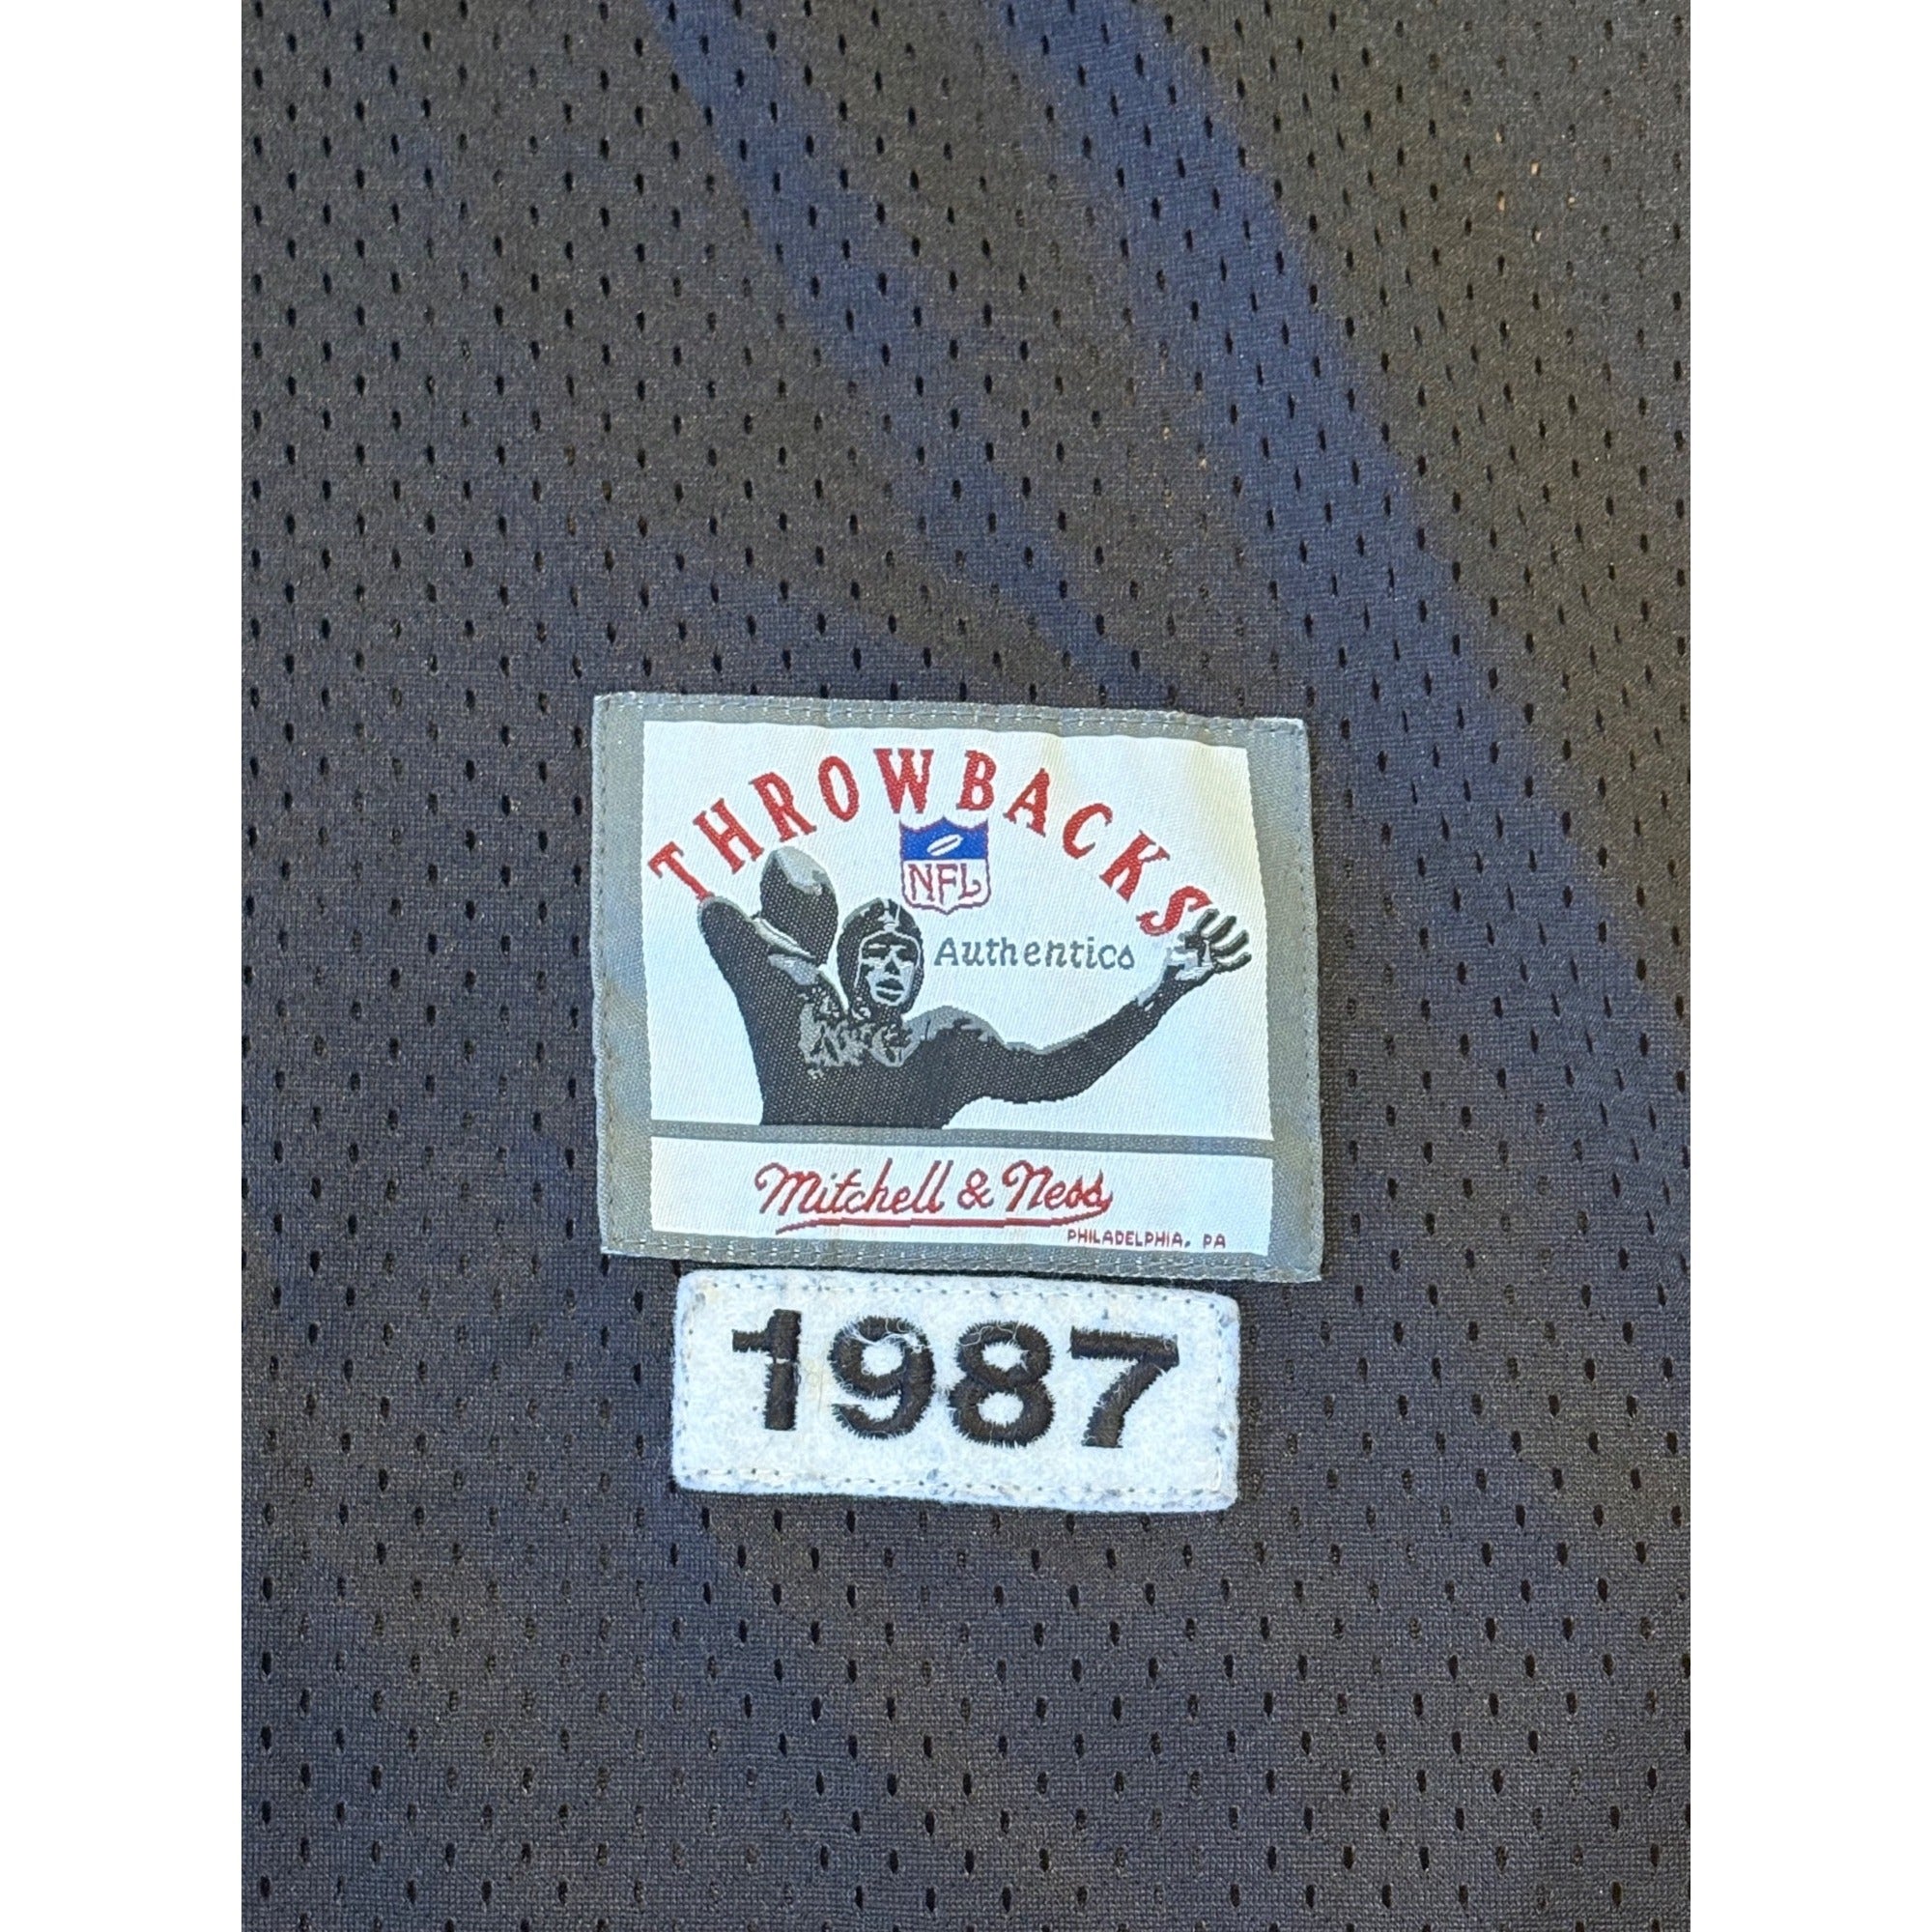 THROWBACKS
NFL
Authentics
Mitchell & Ness
PHILADELPHIA, PA
1987